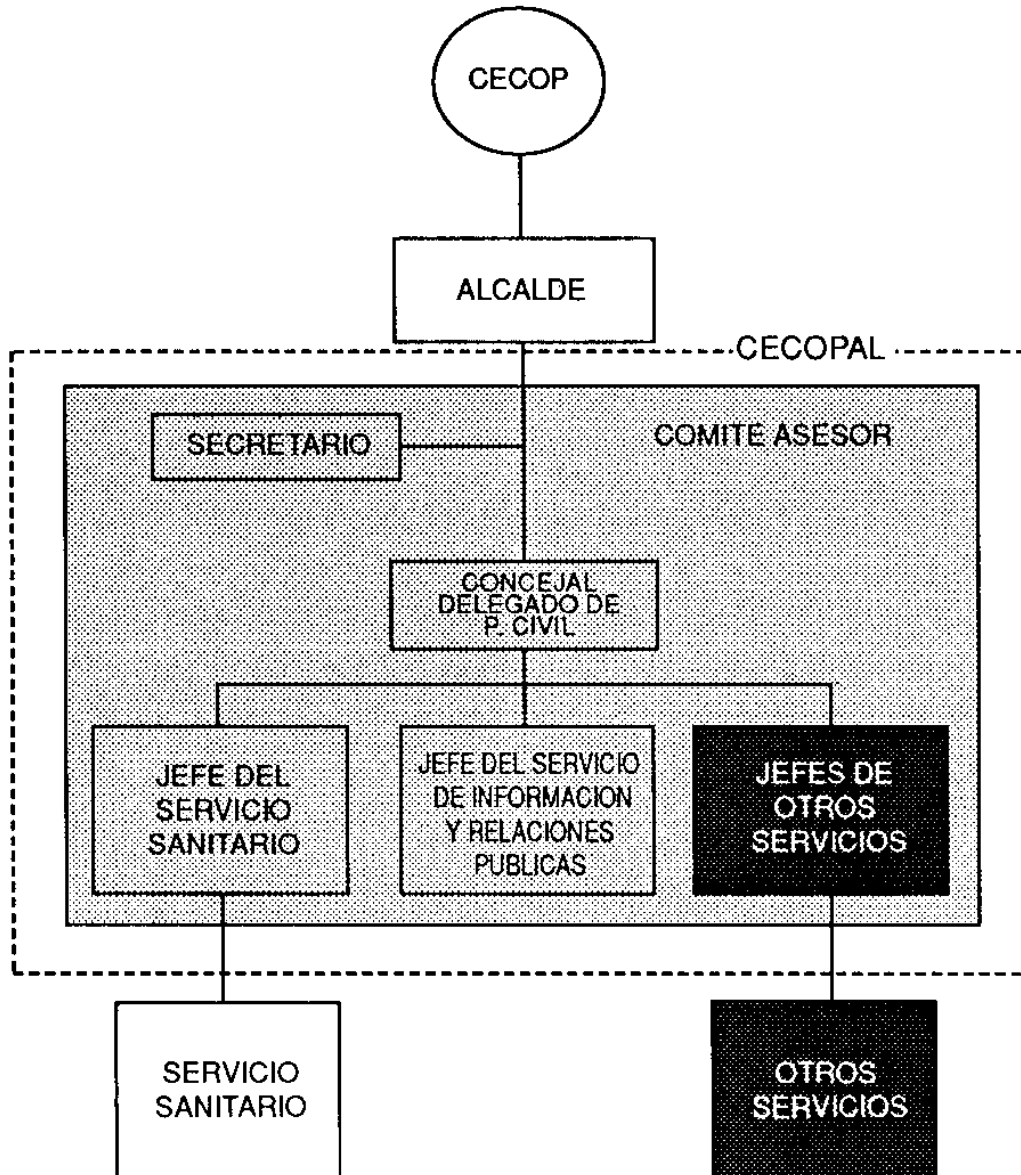 CECOP
ALCALDE
CECOPAL
SECRETARIO
COMITE ASESOR
CONCEJAL
DELEGADO DE
P. CIVIL
JEFE DEL
SERVICIO
SANITARIO
JEFE DEL SERVICIO
DE INFORMACION
Y RELACIONES
PUBLICAS
JEFES DE
OTROS
SERVICIOS
SERVICIO
SANITARIO
OTROS
SERVICIOS